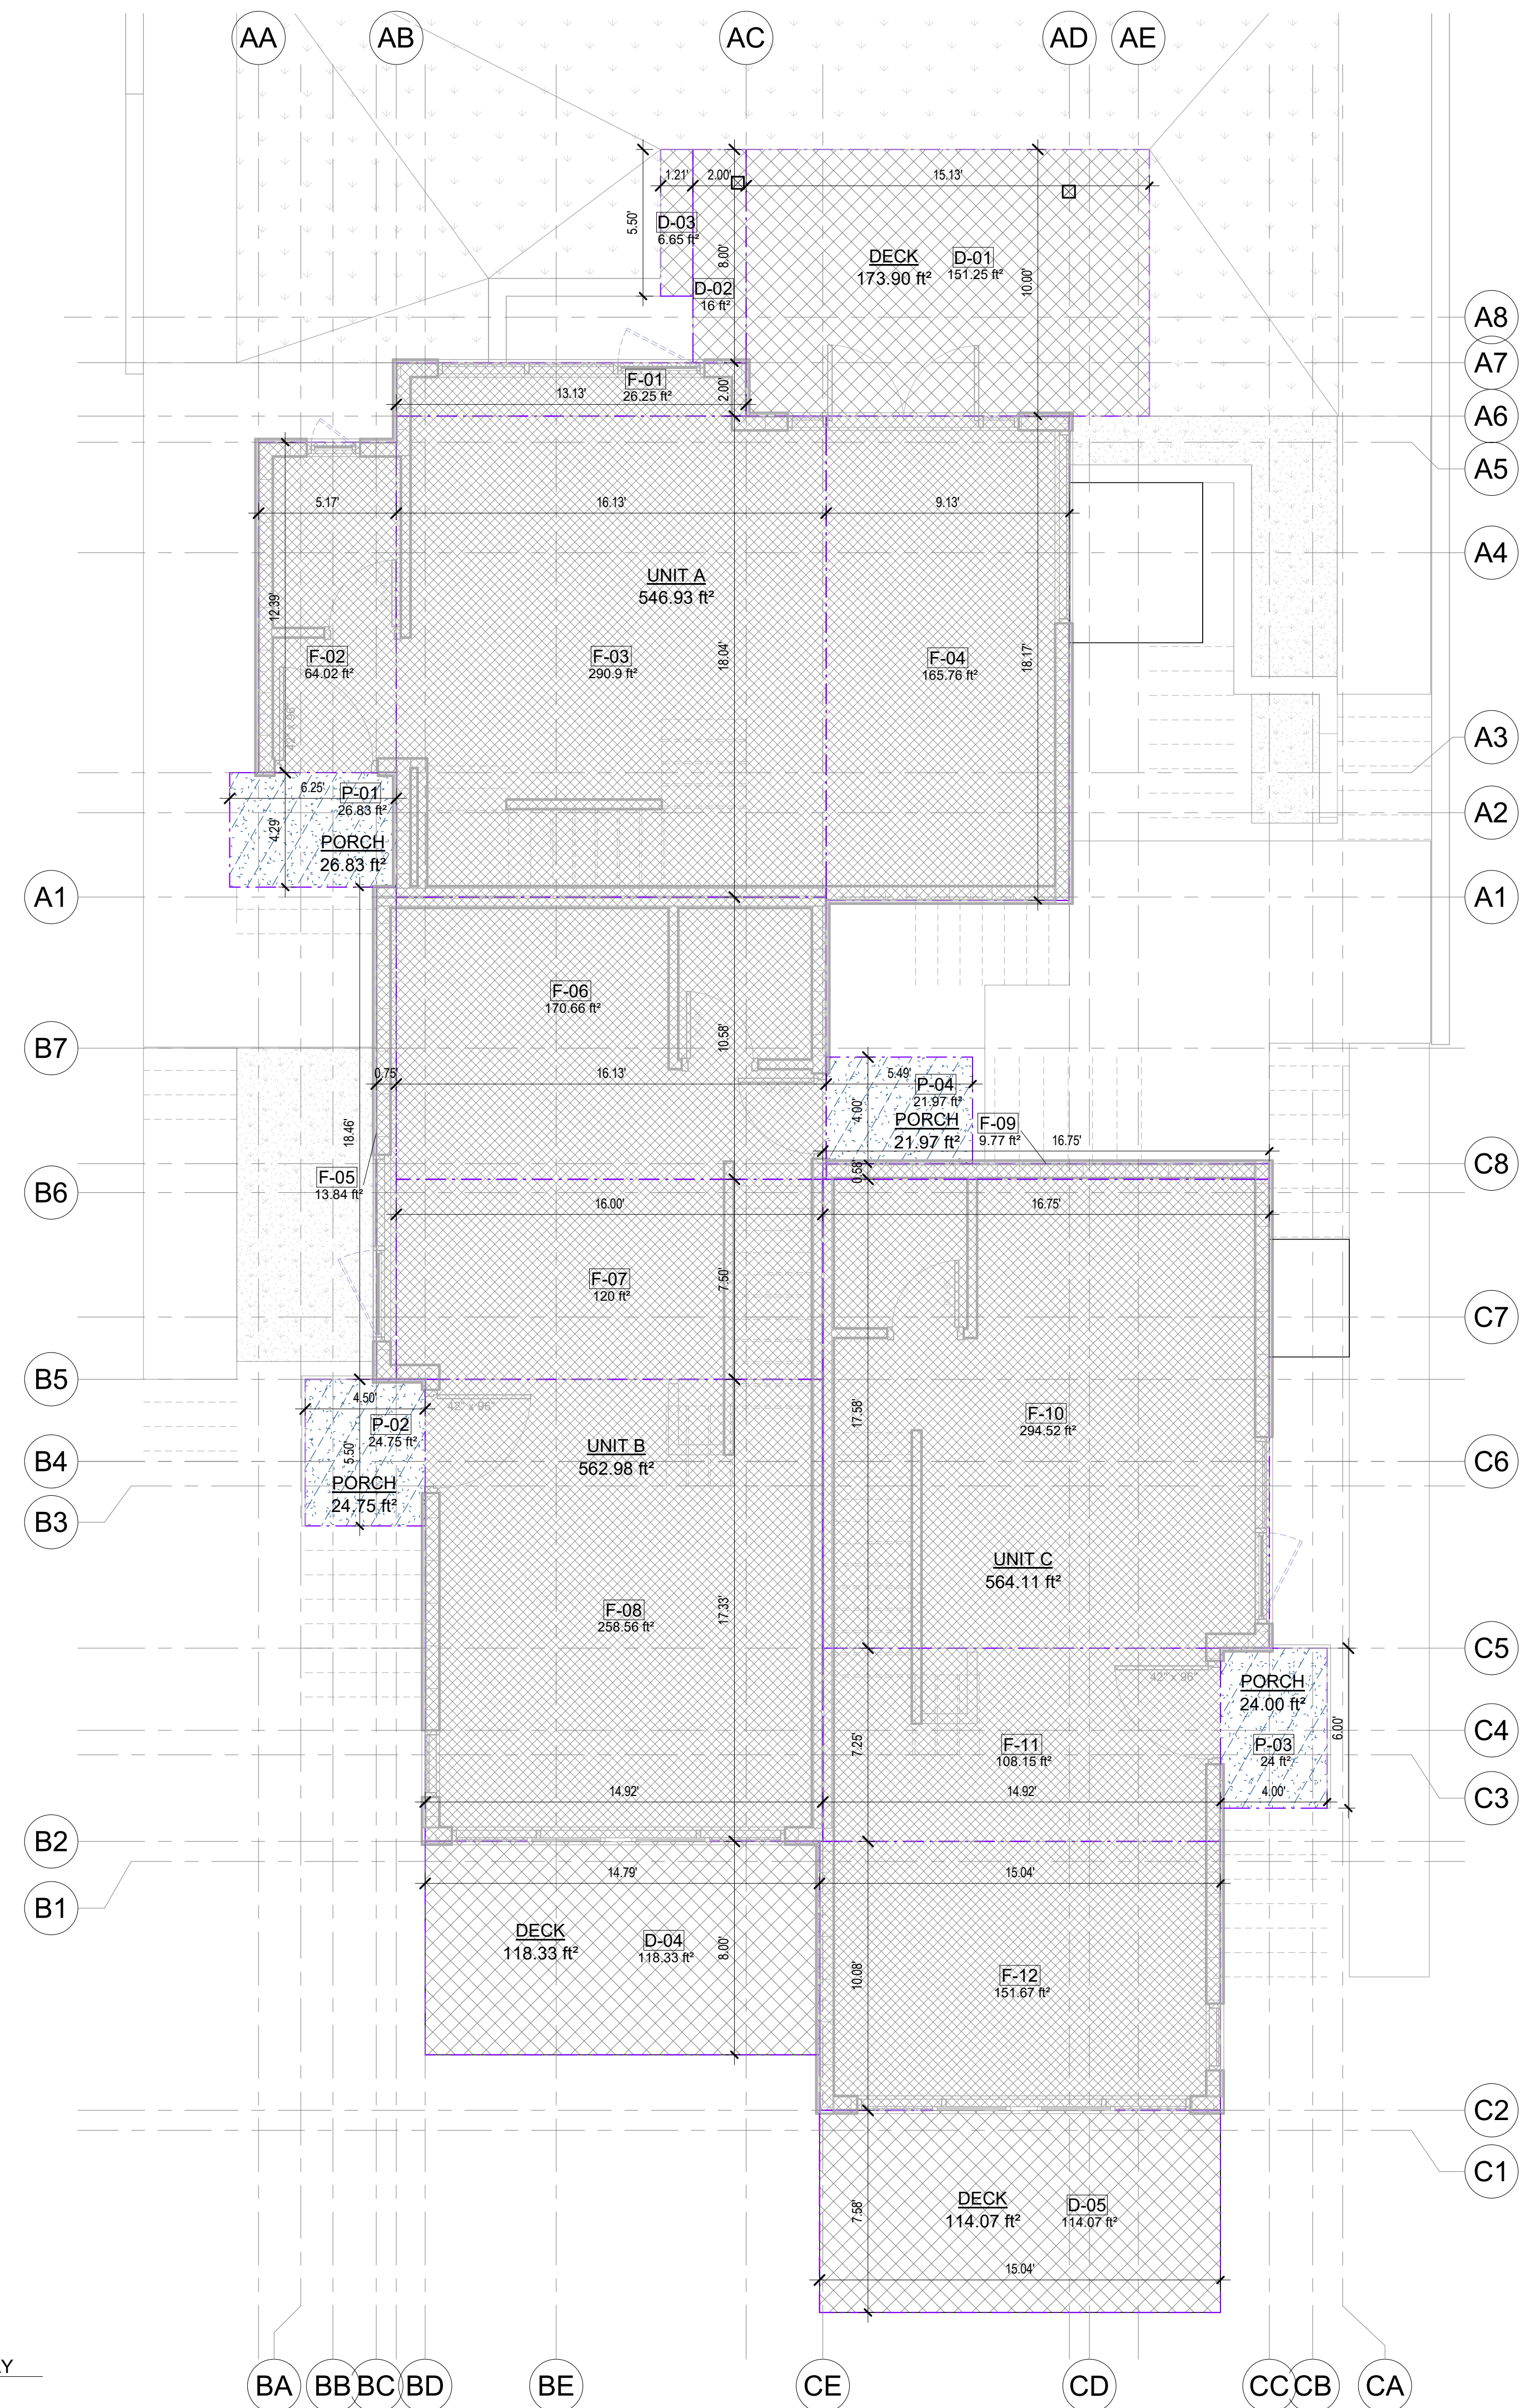 AA
AB
AC
AD
AE
1.21'
2.00'
15.13'
5.50'
D-03
6.65 ft²
8.00'
DECK
173.90 ft²
D-01
151.25 ft²
10.00'
D-02
16 ft²
A8
A7
F-01
26.25 ft²
13.13'
2.00'
A6
A5
5.17'
16.13'
9.13'
A4
UNIT A
546.93 ft²
12.39'
F-02
64.02 ft²
F-03
290.9 ft²
18.04'
F-04
165.76 ft²
18.17'
42" x 96"
A3
6.25'
P-01
26.83 ft²
4.29'
PORCH
26.83 ft²
A2
A1
A1
F-06
170.66 ft²
10.58'
B7
0.75'
16.13'
5.49'
P-04
21.97 ft²
4.00'
PORCH
21.97 ft²
F-09
9.77 ft²
16.75'
18.46'
F-05
13.84 ft²
0.58'
C8
B6
16.00'
16.75'
F-07
120 ft²
7.50'
C7
B5
4.50'
42" x 96"
P-02
24.75 ft²
5.50'
F-10
294.52 ft²
17.58'
UNIT B
562.98 ft²
B4
C6
PORCH
24.75 ft²
B3
UNIT C
564.11 ft²
F-08
258.56 ft²
17.33'
C5
42" x 96"
PORCH
24.00 ft²
6.00'
C4
F-11
108.15 ft²
7.25'
P-03
24 ft²
14.92'
14.92'
4.00'
C3
B2
14.79'
15.04'
B1
DECK
118.33 ft²
D-04
118.33 ft²
8.00'
10.08'
F-12
151.67 ft²
C2
C1
7.58'
DECK
114.07 ft²
D-05
114.07 ft²
15.04'
BA
BB
BC
BD
BE
CE
CD
CC
CB
CA